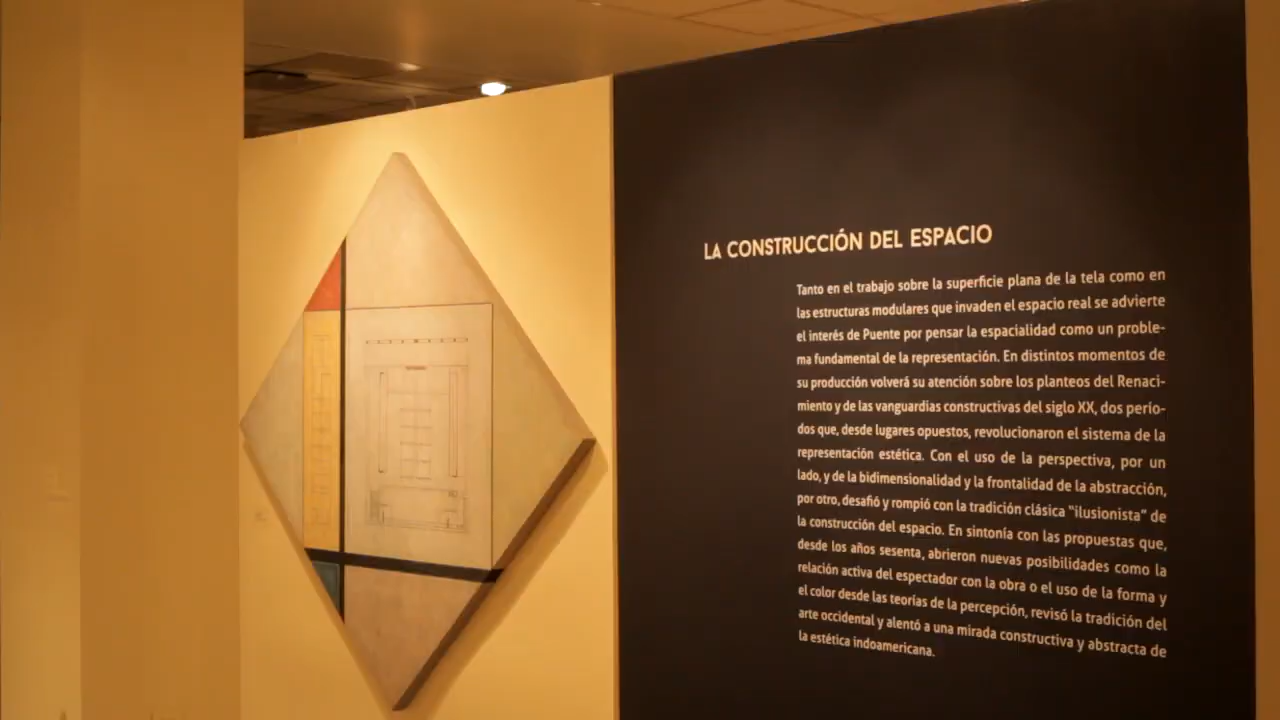 LA CONSTRUCCIÓN DEL ESPACIO
Tanto en el trabajo sobre la superficie plana de la tela como en
las estructuras modulares que invaden el espacio real se advierte
el interés de Puente por pensar la espacialidad como un proble-
ma fundamental de la representación. En distintos momentos de
su producción volverá su atención sobre los planteos del Renaci-
miento y de las vanguardias constructivas del siglo XX, dos perío-
dos que, desde lugares opuestos, revolucionaron el sistema de la
representación estética. Con el uso de la perspectiva, por un
lado, y de la bidimensionalidad y la frontalidad de la abstracción,
por otro, desafió y rompió con la tradición clásica “ilusionista” de
la construcción del espacio. En sintonía con las propuestas que,
desde los años sesenta, abrieron nuevas posibilidades como la
relación activa del espectador con la obra o el uso de la forma y
el color desde las teorías de la percepción, revisó la tradición del
arte occidental y alentó a una mirada constructiva y abstracta de
la estética indoamericana.